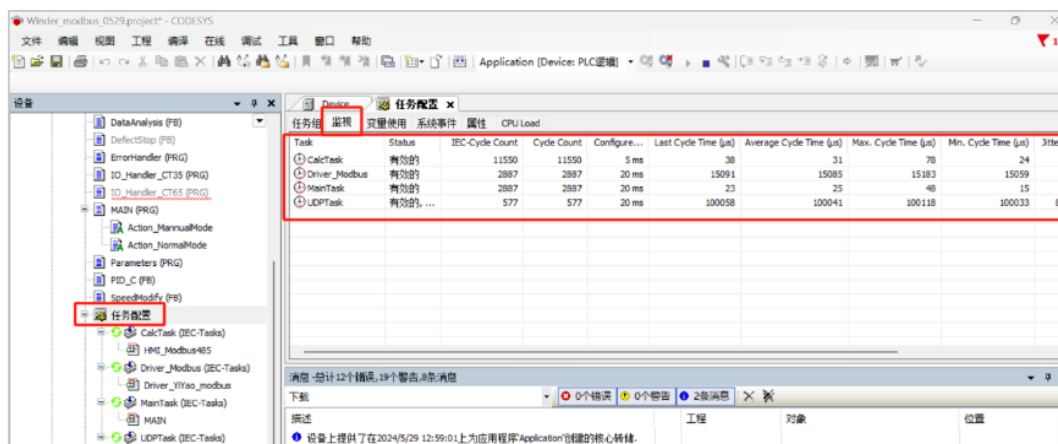 Winder_modbus_0529.project* - CODESYS
文件 编辑 视图 工程 编译 在线 调试 工具 窗口 帮助
Application [Device: PLC逻辑]
设备
Device 任务配置
任务组 监视 变量使用 系统事件 属性 CPU Load
Task Status IEC-Cycle Count Cycle Count Configure... Last Cycle Time (μs) Average Cycle Time (μs) Max. Cycle Time (μs) Min. Cycle Time (μs) Jitte
CalcTask 有效的 11550 11550 5 ms 38 31 78 24
Driver_Modbus 有效的 2887 2887 20 ms 15091 15085 15183 15059
MainTask 有效的 2887 2887 20 ms 23 25 48 15
UDPTask 有效的, ... 577 577 20 ms 100058 100041 100118 100033
DataAnalysis (FB)
DefectStop (FB)
ErrorHandler (PRG)
IO_Handler_CT35 (PRG)
IO_Handler_CT65 (PRG)
MAIN (PRG)
Action_MannualMode
Action_NormalMode
Parameters (PRG)
PID_C (FB)
SpeedModify (FB)
任务配置
CalcTask (IEC-Tasks)
HMI_Modbus485
Driver_Modbus (IEC-Tasks)
Driver_YiYao_modbus
MainTask (IEC-Tasks)
MAIN
UDPTask (IEC-Tasks)
消息 -总计12个错误,19个警告,8条消息
下载 0个错误 0个警告 2条消息
描述 工程 对象 位置
设备上提供了在2024/5/29 12:59:01上为应用程序'Application'创建的核心转储.